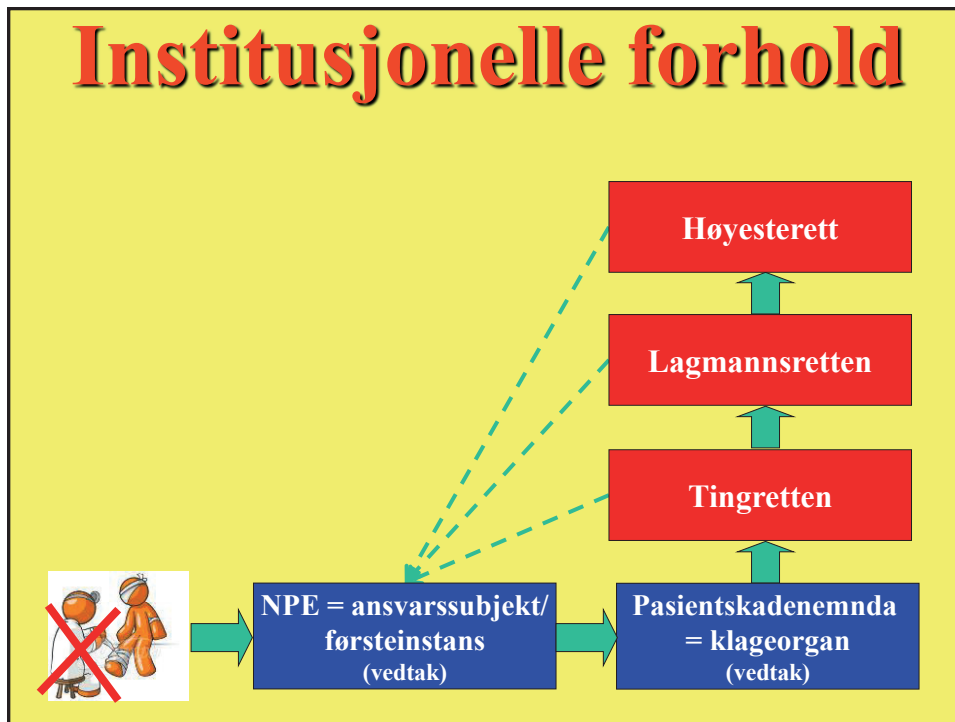 Institusjonelle forhold
Høyesterett
Lagmannsretten
Tingretten
NPE = ansvarssubjekt/
førsteinstans
(vedtak)
Pasientskadenemnda
= klageorgan
(vedtak)